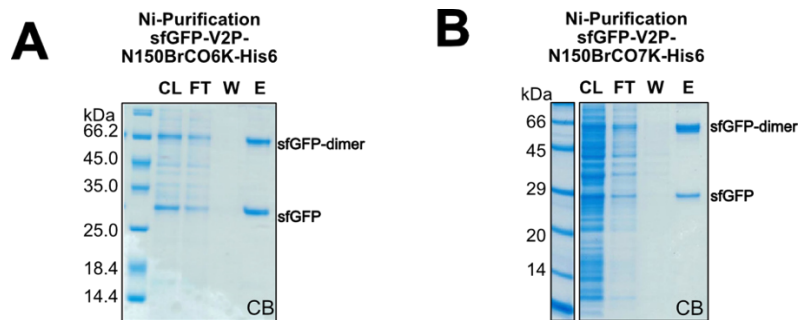 A
Ni-Purification
sfGFP-V2P-
N150BrCO6K-His6
CL FT W E
kDa
66.2
45.0
35.0
25.0
18.4
14.4
sfGFP-dimer
sfGFP
CB
B
Ni-Purification
sfGFP-V2P-
N150BrCO7K-His6
CL FT W E
kDa
66
45
29
20
14
sfGFP-dimer
sfGFP
CB